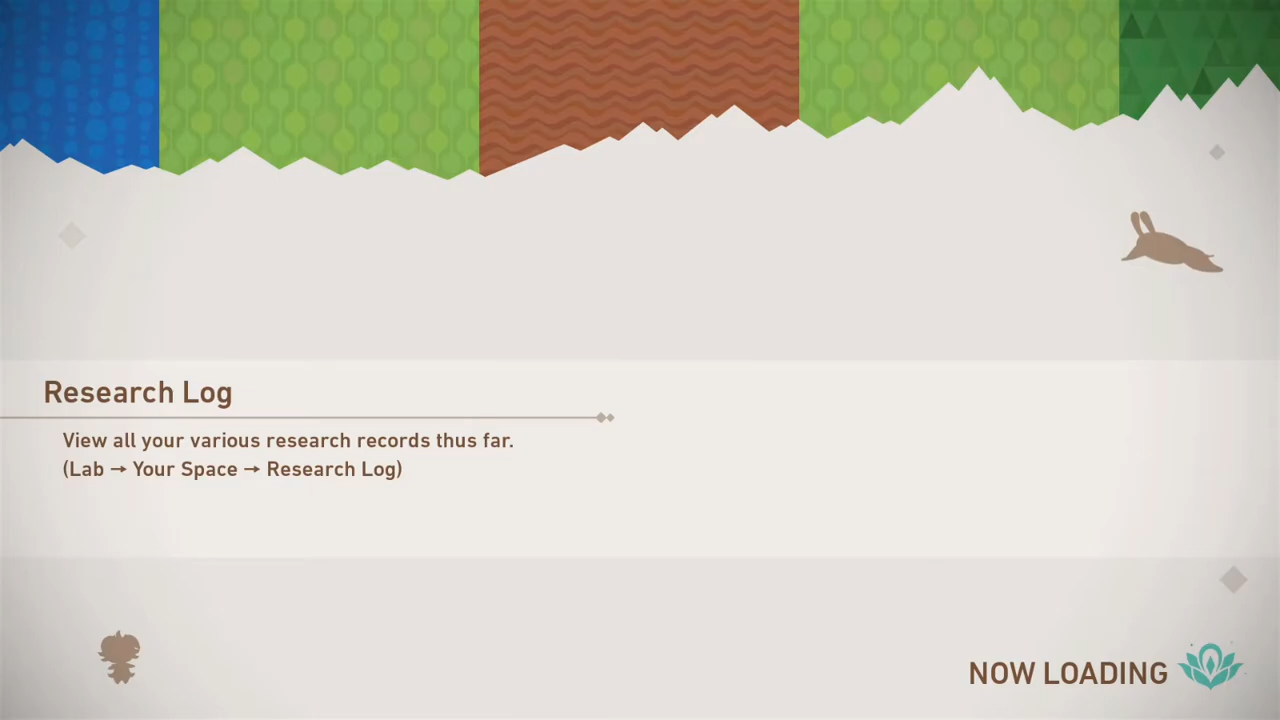 Research Log
View all your various research records thus far.
(Lab → Your Space → Research Log)
NOW LOADING